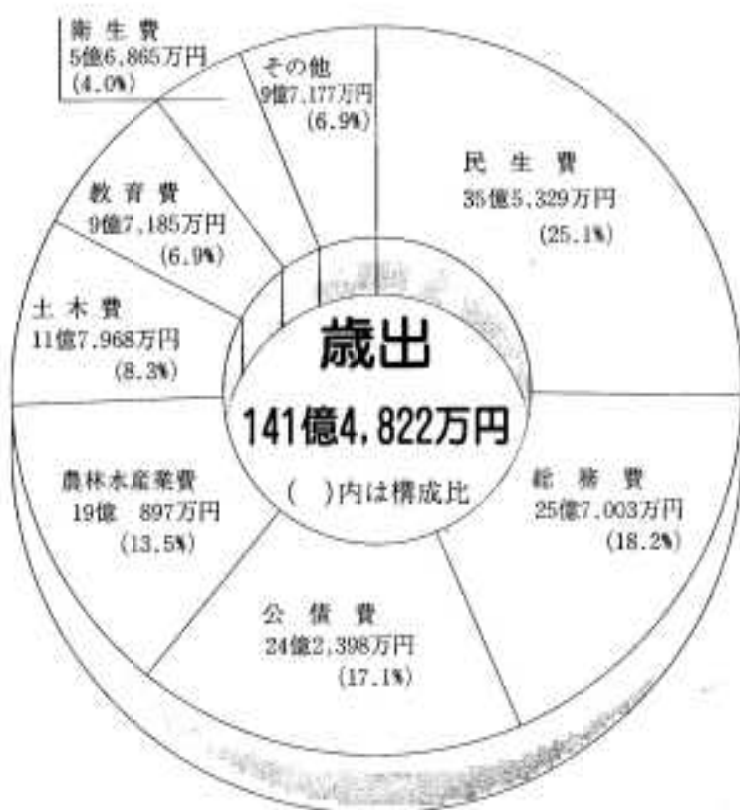 歳出
141億4,822万円
( )内は構成比
民生費
35億5,329万円
(25.1%)
総務費
25億7,003万円
(18.2%)
公債費
24億2,398万円
(17.1%)
農林水産業費
19億 897万円
(13.5%)
土木費
11億7.968万円
(8.3%)
教育費
9億7,185万円
(6.9%)
衛生費
5億6,865万円
(4.0%)
その他
9億7,177万円
(6.9%)